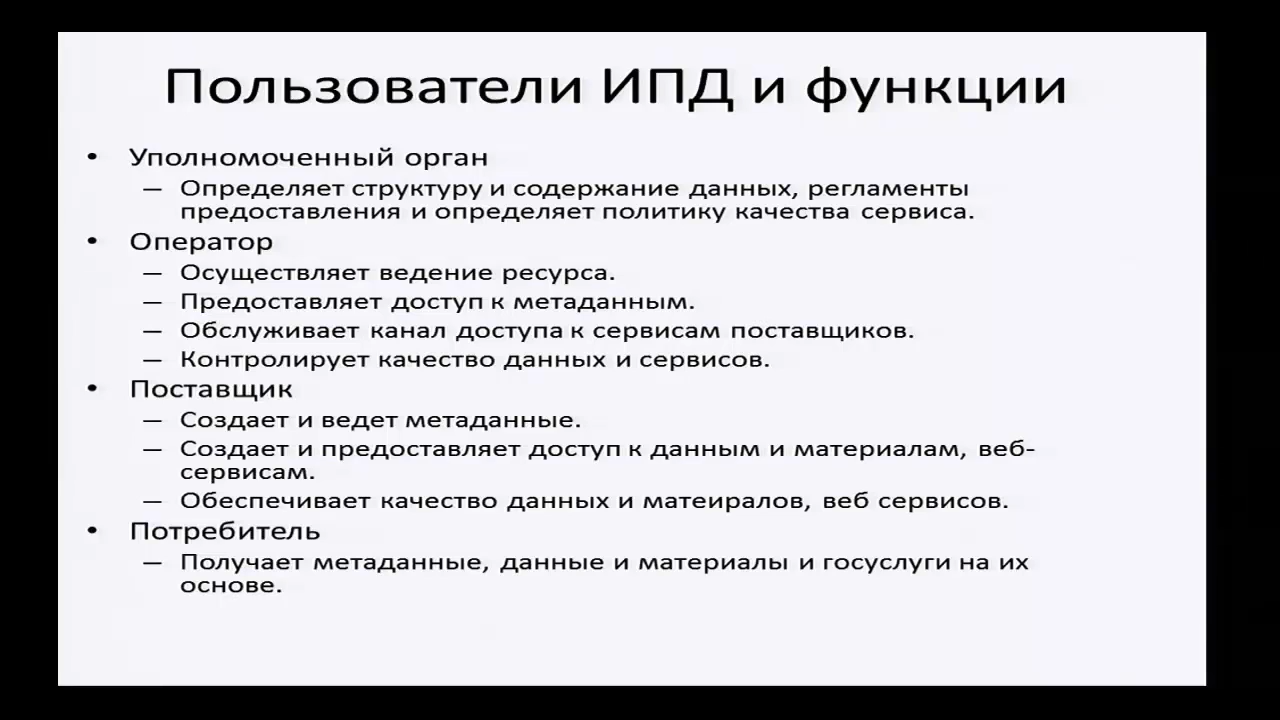 Пользователи ИПД и функции
• Уполномоченный орган
— Определяет структуру и содержание данных, регламенты
предоставления и определяет политику качества сервиса.
• Оператор
— Осуществляет ведение ресурса.
— Предоставляет доступ к метаданным.
— Обслуживает канал доступа к сервисам поставщиков.
— Контролирует качество данных и сервисов.
• Поставщик
— Создает и ведет метаданные.
— Создает и предоставляет доступ к данным и материалам, веб-
сервисам.
— Обеспечивает качество данных и матеиралов, веб сервисов.
• Потребитель
— Получает метаданные, данные и материалы и госуслуги на их
основе.